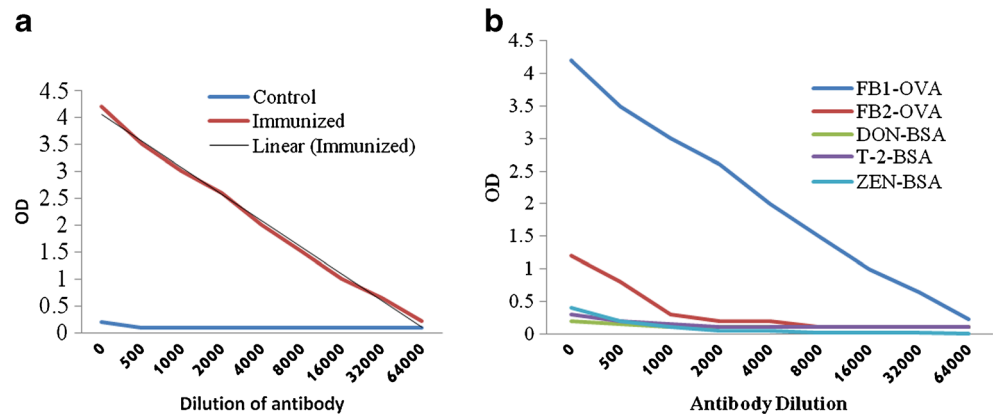 a
4.5
4
3.5
3
2.5
2
1.5
1
0.5
0
OD
Control
Immunized
Linear (Immunized)
0
500
1000
2000
4000
8000
16000
32000
64000
Dilution of antibody
b
4.5
4
3.5
3
2.5
2
1.5
1
0.5
0
OD
FB1-OVA
FB2-OVA
DON-BSA
T-2-BSA
ZEN-BSA
0
500
1000
2000
4000
8000
16000
32000
64000
Antibody Dilution